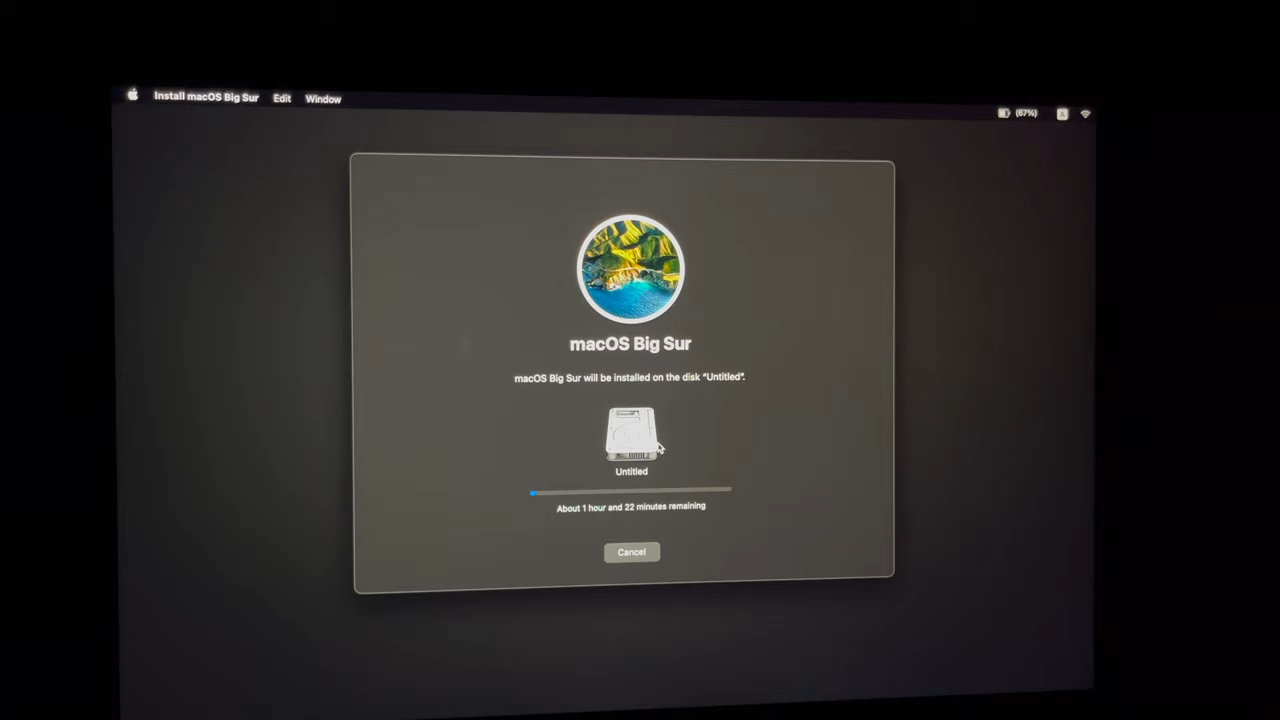 Install macOS Big Sur Edit Window (67%) A
macOS Big Sur
macOS Big Sur will be installed on the disk “Untitled”.
Untitled
About 1 hour and 22 minutes remaining
Cancel